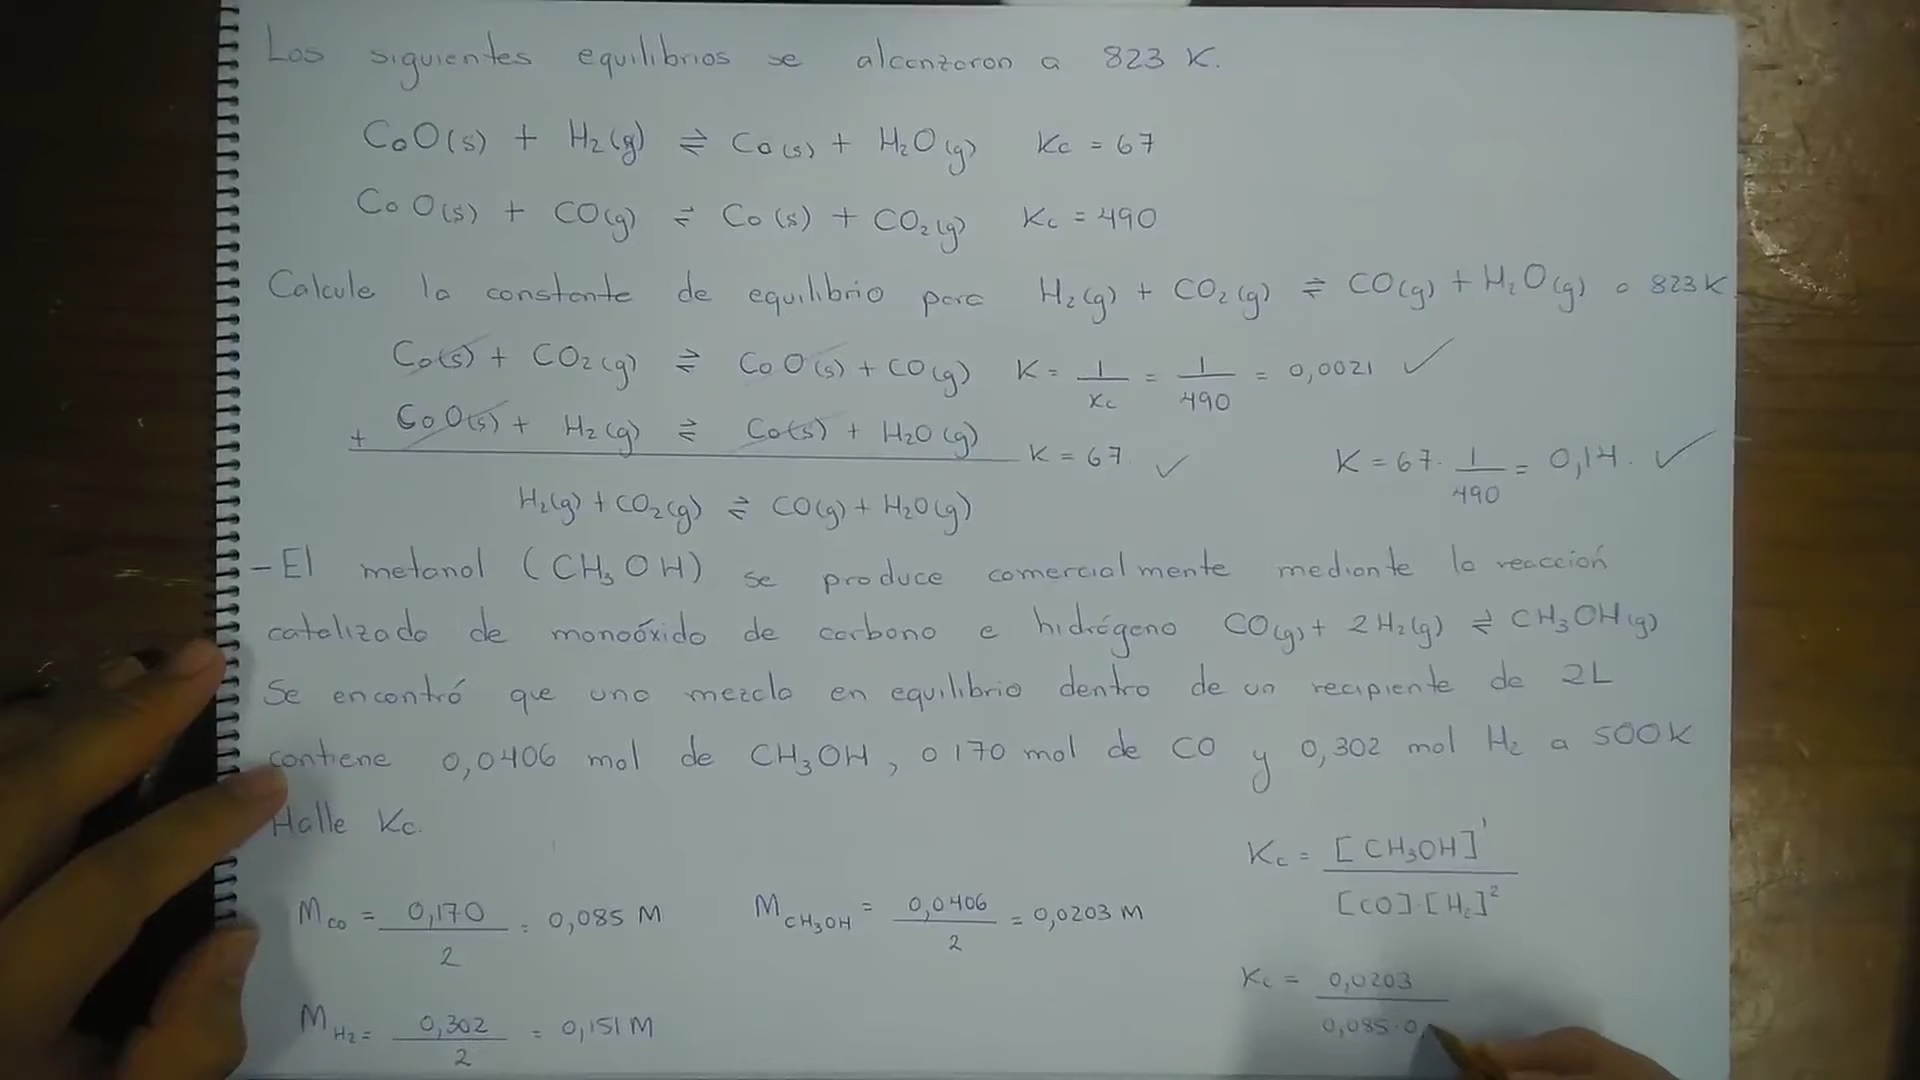 Los siguientes equilibrios se alcanzaron a 823 K.
CoO(s) + H₂(g) ⇌ Co(s) + H₂O(g) Kc = 67
CoO(s) + CO(g) ⇌ Co(s) + CO₂(g) Kc = 490
Calcule la constante de equilibrio para H₂(g) + CO₂(g) ⇌ CO(g) + H₂O(g) a 823K
Co(s) + CO₂(g) ⇌ CoO(s) + CO(g) K = 1/Kc = 1/490 = 0,0021 ✓
+ CoO(s) + H₂(g) ⇌ Co(s) + H₂O(g) K = 67. ✓ K = 67 · 1/490 = 0,14. ✓
H₂(g) + CO₂(g) ⇌ CO(g) + H₂O(g)
- El metanol (CH₃OH) se produce comercialmente mediante la reacción
catalizada de monoóxido de carbono e hidrógeno CO(g) + 2H₂(g) ⇌ CH₃OH(g)
Se encontró que una mezcla en equilibrio dentro de un recipiente de 2L
contiene 0,0406 mol de CH₃OH, 0 170 mol de CO y 0,302 mol H₂ a 500K
Halle Kc.
Kc = [CH₃OH]¹ / [CO]·[H₂]²
M CO = 0,170/2 = 0,085 M M CH₃OH = 0,0406/2 = 0,0203 M
Kc = 0,0203 / 0,085·0,
M H₂ = 0,302/2 = 0,151 M